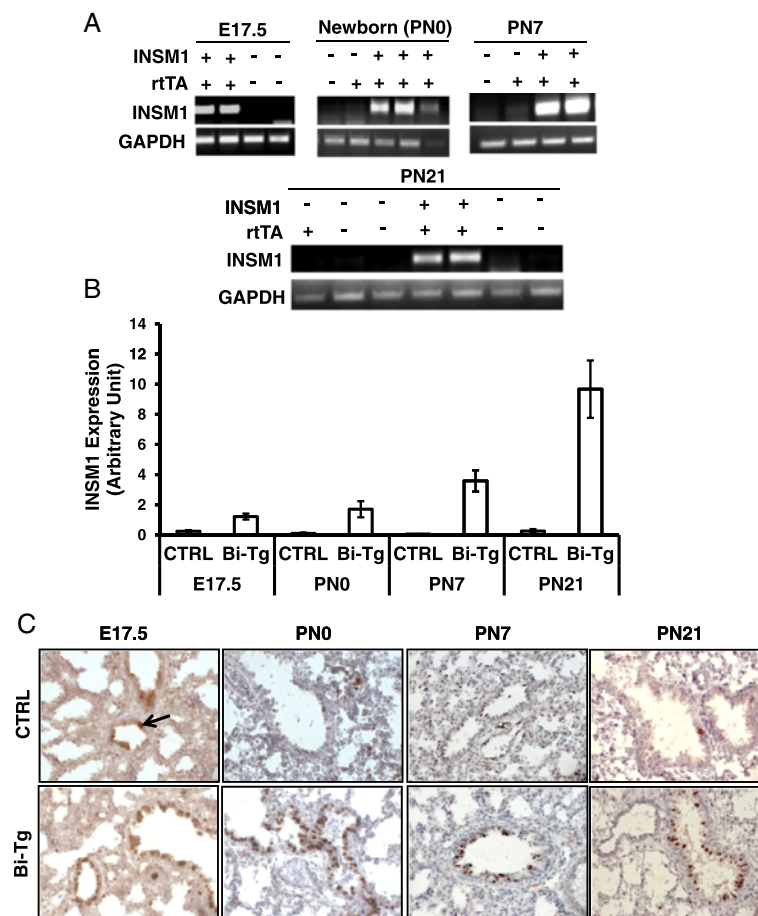 A
E17.5
Newborn (PN0)
PN7
INSM1 + + - - - - + + + - - + +
rtTA + + - - - + + + + - + + +
INSM1
GAPDH
PN21
INSM1 - - - + + - -
rtTA + - - + + - -
INSM1
GAPDH
B
14
12
10
8
6
4
2
0
INSM1 Expression
(Arbitrary Unit)
CTRL Bi-Tg CTRL Bi-Tg CTRL Bi-Tg CTRL Bi-Tg
E17.5 PN0 PN7 PN21
C
E17.5 PN0 PN7 PN21
CTRL
Bi-Tg